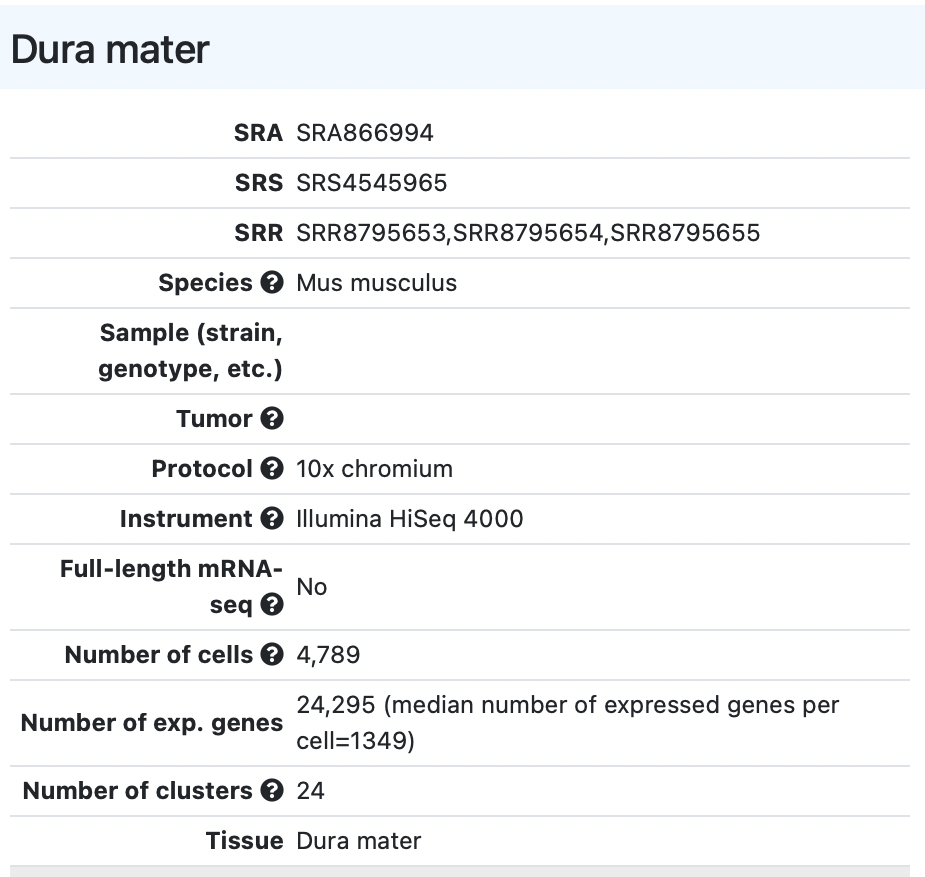 Dura mater
SRA SRA866994
SRS SRS4545965
SRR SRR8795653,SRR8795654,SRR8795655
Species ? Mus musculus
Sample (strain,
genotype, etc.)
Tumor ?
Protocol ? 10x chromium
Instrument ? Illumina HiSeq 4000
Full-length mRNA-
seq ? No
Number of cells ? 4,789
Number of exp. genes 24,295 (median number of expressed genes per
cell=1349)
Number of clusters ? 24
Tissue Dura mater